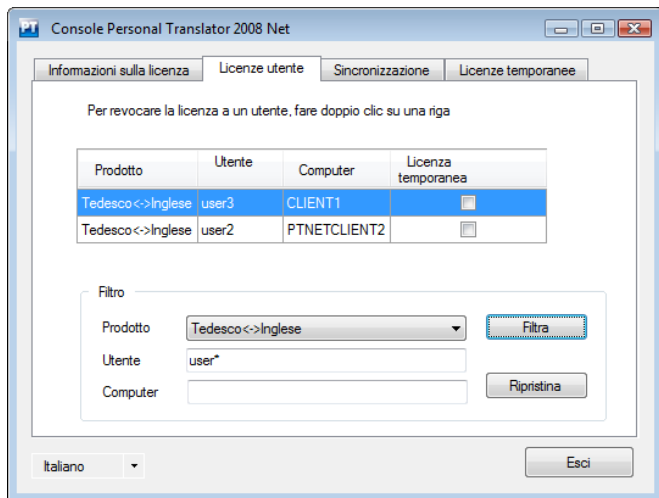 PT Console Personal Translator 2008 Net
Informazioni sulla licenza Licenze utente Sincronizzazione Licenze temporanee
Per revocare la licenza a un utente, fare doppio clic su una riga
Prodotto Utente Computer Licenza temporanea
Tedesco<->Inglese user3 CLIENT1
Tedesco<->Inglese user2 PTNETCLIENT2
Filtro
Prodotto Tedesco<->Inglese Filtra
Utente user*
Computer Ripristina
Italiano Esci